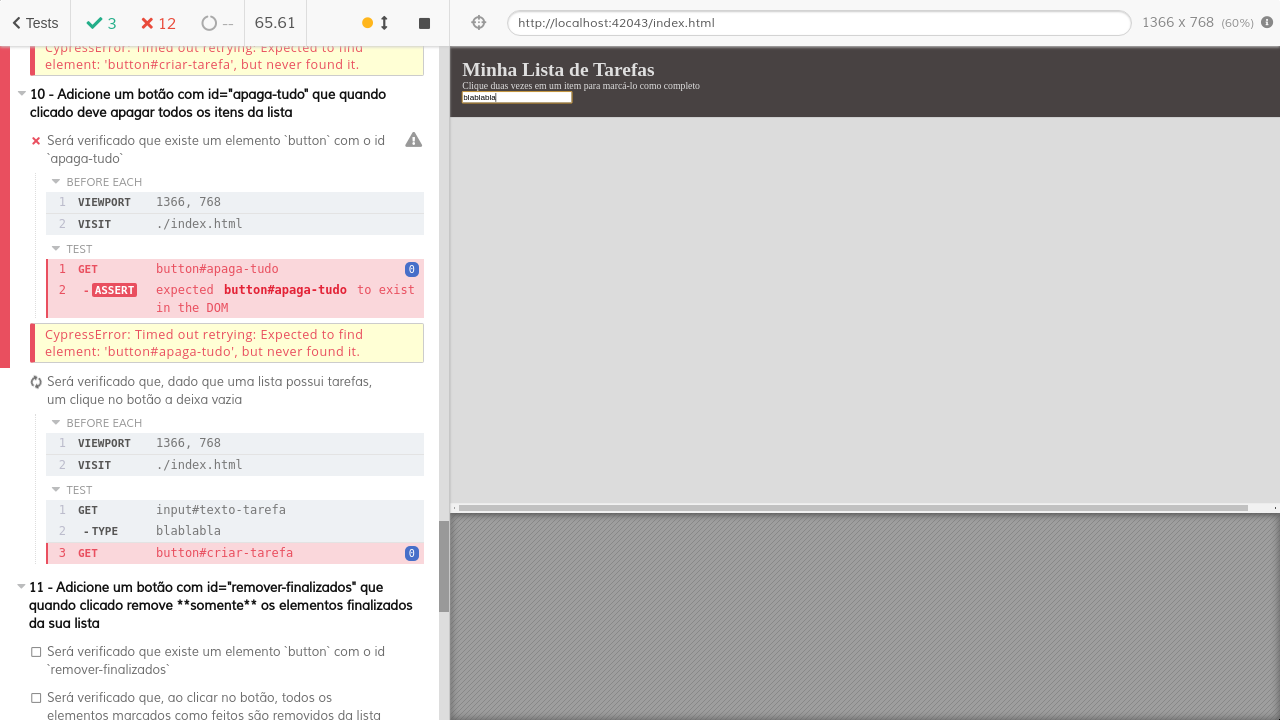 Tests 3 12 -- 65.61
http://localhost:42043/index.html 1366 x 768 (60%)
CypressError: Timed out retrying: Expected to find
element: 'button#criar-tarefa', but never found it.
10 - Adicione um botão com id="apaga-tudo" que quando
clicado deve apagar todos os itens da lista
Será verificado que existe um elemento `button` com o id
`apaga-tudo`
BEFORE EACH
1 VIEWPORT 1366, 768
2 VISIT ./index.html
TEST
1 GET button#apaga-tudo 0
2 -ASSERT expected button#apaga-tudo to exist
in the DOM
CypressError: Timed out retrying: Expected to find
element: 'button#apaga-tudo', but never found it.
Será verificado que, dado que uma lista possui tarefas,
um clique no botão a deixa vazia
BEFORE EACH
1 VIEWPORT 1366, 768
2 VISIT ./index.html
TEST
1 GET input#texto-tarefa
2 -TYPE blablabla
3 GET button#criar-tarefa 0
11 - Adicione um botão com id="remover-finalizados" que
quando clicado remove **somente** os elementos finalizados
da sua lista
Será verificado que existe um elemento `button` com o id
`remover-finalizados`
Será verificado que, ao clicar no botão, todos os
elementos marcados como feitos são removidos da lista
Minha Lista de Tarefas
Clique duas vezes em um item para marcá-lo como completo
blablabla